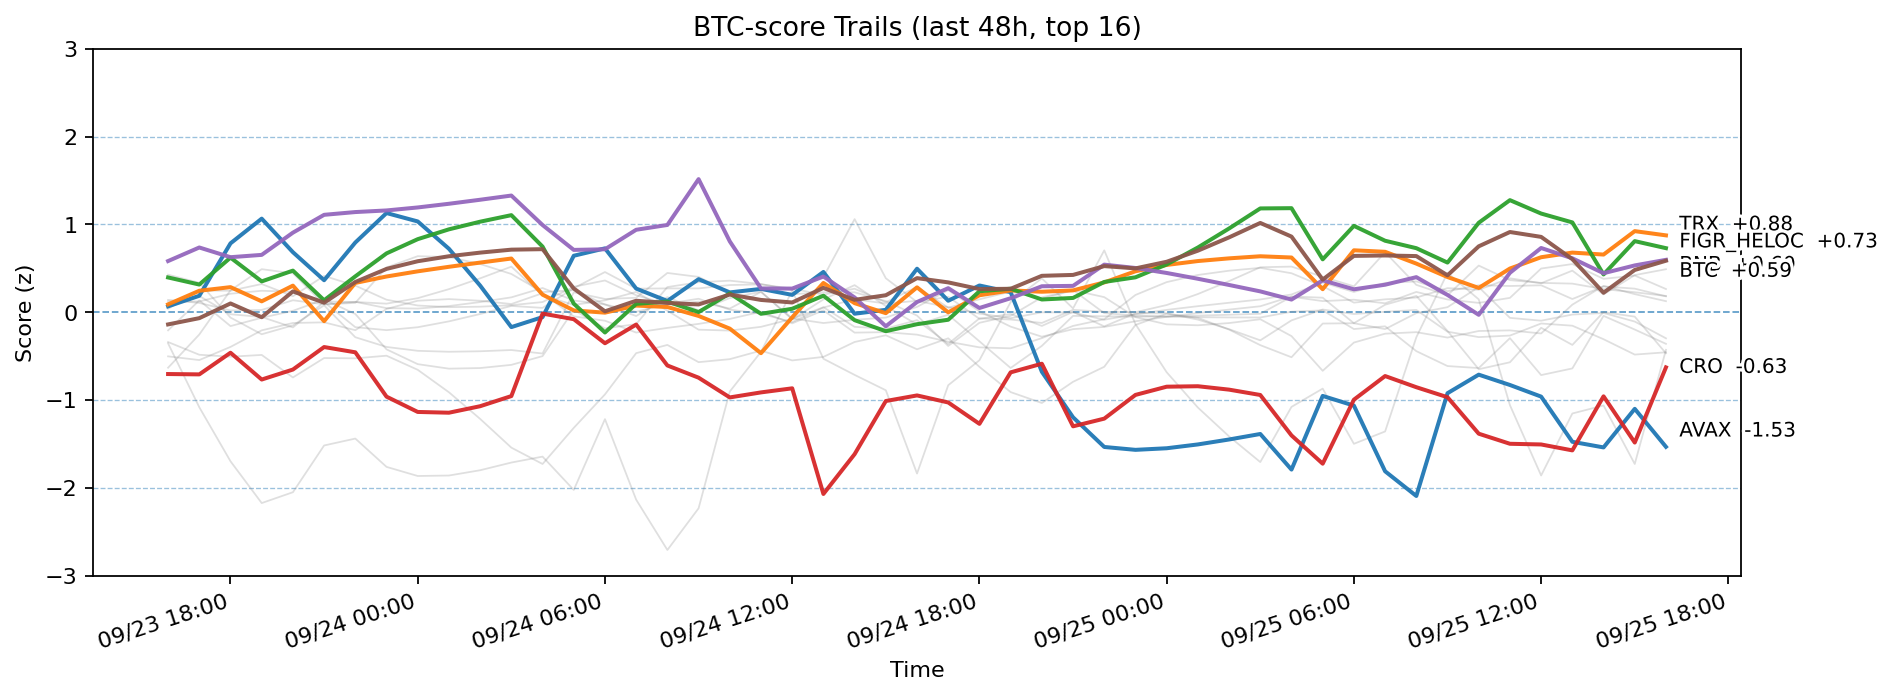 BTC-score Trails (last 48h, top 16)
Score (z)
3
2
1
0
−1
−2
−3
TRX +0.88
FIGR_HELOC +0.73
BTC +0.59
CRO -0.63
AVAX -1.53
09/23 18:00
09/24 00:00
09/24 06:00
09/24 12:00
09/24 18:00
09/25 00:00
09/25 06:00
09/25 12:00
09/25 18:00
Time